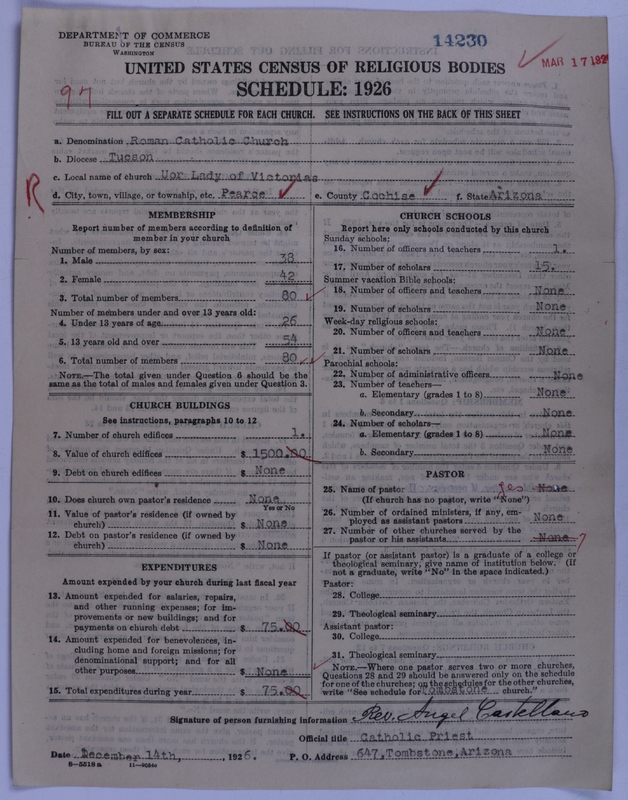 DEPARTMENT OF COMMERCE
BUREAU OF THE CENSUS
WASHINGTON
14230
MAR 17 192
UNITED STATES CENSUS OF RELIGIOUS BODIES
97
SCHEDULE: 1926
FILL OUT A SEPARATE SCHEDULE FOR EACH CHURCH. SEE INSTRUCTIONS ON THE BACK OF THIS SHEET
a. Denomination Roman Catholic Church
b. Diocese Tucson
c. Local name of church Uor Lady of Victorias
R
d. City, town, village, or township, etc. Pearce e. County Cochise f. State Arizona
MEMBERSHIP
Report number of members according to definition of
member in your church
Number of members, by sex:
1. Male 38
2. Female 42
3. Total number of members 80
Number of members under and over 13 years old:
4. Under 13 years of age 26
5. 13 years old and over 54
6. Total number of members 80
NOTE.—The total given under Question 6 should be the
same as the total of males and females given under Question 3.
CHURCH BUILDINGS
See instructions, paragraphs 10 to 12
7. Number of church edifices 1.
8. Value of church edifices $ 1500.00
9. Debt on church edifices $ None
10. Does church own pastor's residence None
Yes or No
11. Value of pastor's residence (if owned by
church) $ None
12. Debt on pastor's residence (if owned by
church) $ None
EXPENDITURES
Amount expended by your church during last fiscal year
13. Amount expended for salaries, repairs,
and other running expenses; for im-
provements or new buildings; and for
payments on church debt $ 75.00
14. Amount expended for benevolences, in-
cluding home and foreign missions; for
denominational support; and for all
other purposes $ None
15. Total expenditures during year $ 75.00
CHURCH SCHOOLS
Report here only schools conducted by this church
Sunday schools:
16. Number of officers and teachers 1.
17. Number of scholars 15.
Summer vacation Bible schools:
18. Number of officers and teachers None
19. Number of scholars None
Week-day religious schools:
20. Number of officers and teachers None
21. Number of scholars None
Parochial schools:
22. Number of administrative officers None
23. Number of teachers—
a. Elementary (grades 1 to 8) None
b. Secondary None
24. Number of scholars—
a. Elementary (grades 1 to 8) None
b. Secondary None
PASTOR
25. Name of pastor yes None
(If church has no pastor, write "None")
26. Number of ordained ministers, if any, em-
ployed as assistant pastors None
27. Number of other churches served by the
pastor or his assistants None ?
If pastor (or assistant pastor) is a graduate of a college or
theological seminary, give name of institution below. (If
not a graduate, write "No" in the space indicated.)
Pastor:
28. College
29. Theological seminary
Assistant pastor:
30. College
31. Theological seminary
NOTE.—Where one pastor serves two or more churches,
Questions 28 and 29 should be answered only on the schedule
for one of the churches; on the schedules for the other churches,
write "See schedule for Tombstone church."
Signature of person furnishing information Rev. Angel Castellano
Official title Catholic Priest
Date December 14th, 1926. P. O. Address 647, Tombstone, Arizona
8—5518 a